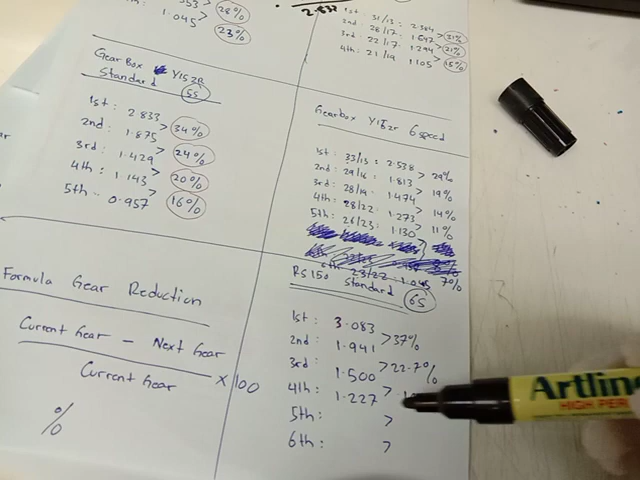 28%
1.045 >
23%
2.837
1st : 31/13 : 2.384 > 31%
2nd : 28/17 : 1.647 > 21%
3rd : 22/17 : 1.294 > 15%
4th : 21/19 1.105
Gear Box Y15ZR
Standard 5S
1st : 2.833 > 34%
2nd : 1.875 > 24%
3rd : 1.429 > 20%
4th : 1.143 > 16%
5th : 0.957
Gearbox Y15Zr 6 speed
1st : 33/13 : 2.538 > 29%
2nd : 29/16 : 1.813 > 19%
3rd : 28/19 : 1.474 > 14%
4th : 28/22 : 1.273 > 11%
5th : 26/23 : 1.130
6th : 23/22 1.045 7%
Formula Gear Reduction
Current Gear - Next Gear
Current Gear
x 100
%
RS150 Standard 6S
1st : 3.083 > 37%
2nd : 1.941 > 22.7%
3rd : 1.500 >
4th : 1.227 >
5th : >
6th :
Artline
HIGH PER